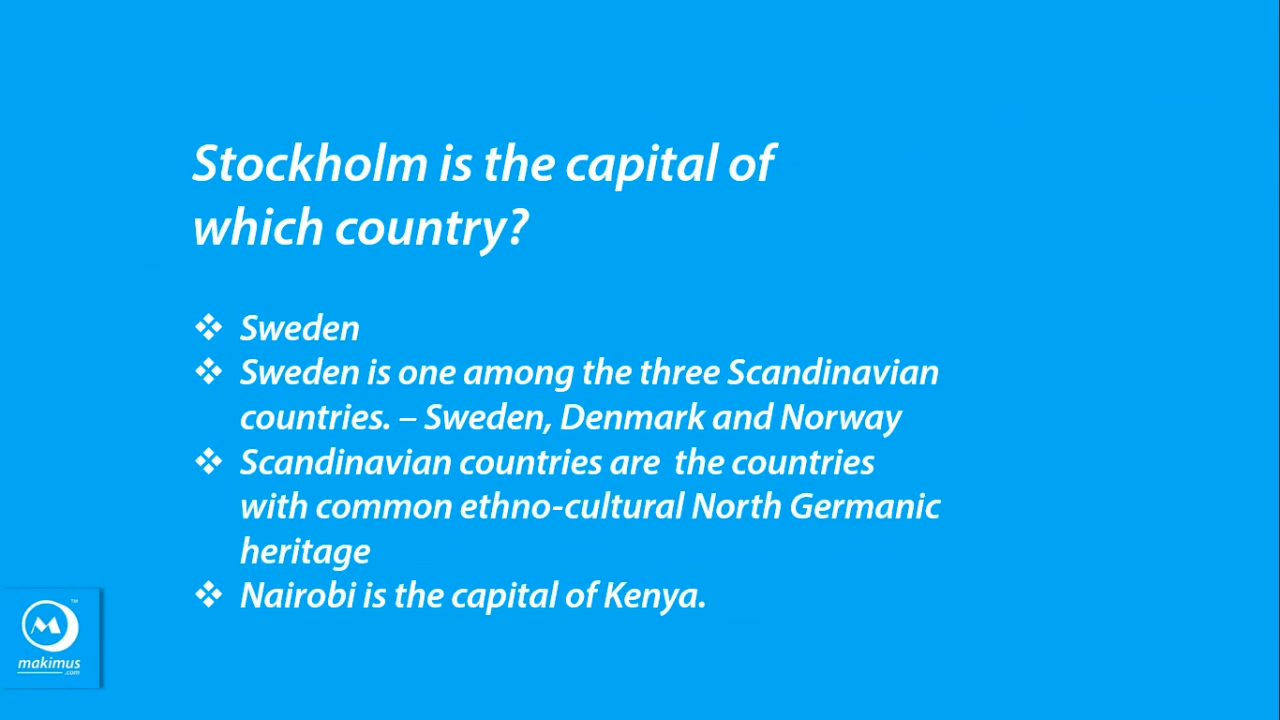 Stockholm is the capital of
which country?
❖ Sweden
❖ Sweden is one among the three Scandinavian
countries. – Sweden, Denmark and Norway
❖ Scandinavian countries are  the countries
with common ethno-cultural North Germanic
heritage
❖ Nairobi is the capital of Kenya.
M
TM
makimus
.com